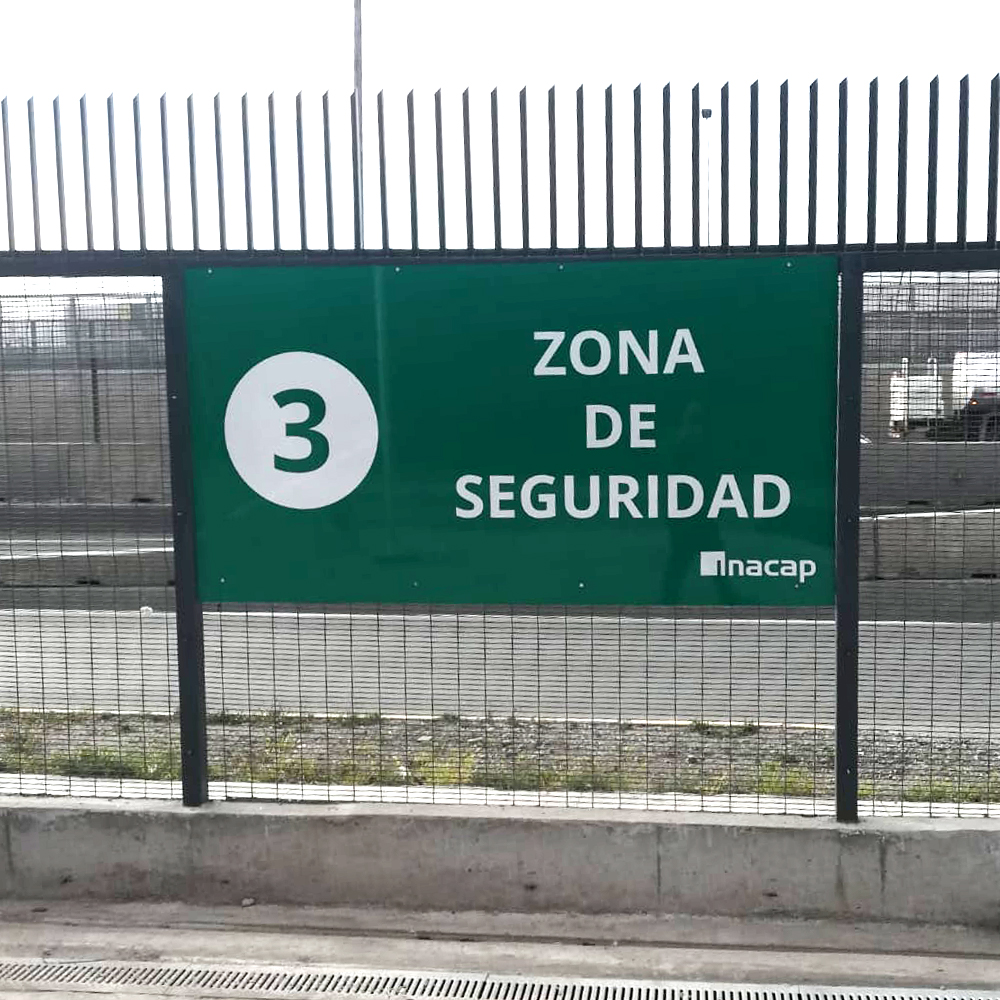 3
ZONA
DE
SEGURIDAD
inacap